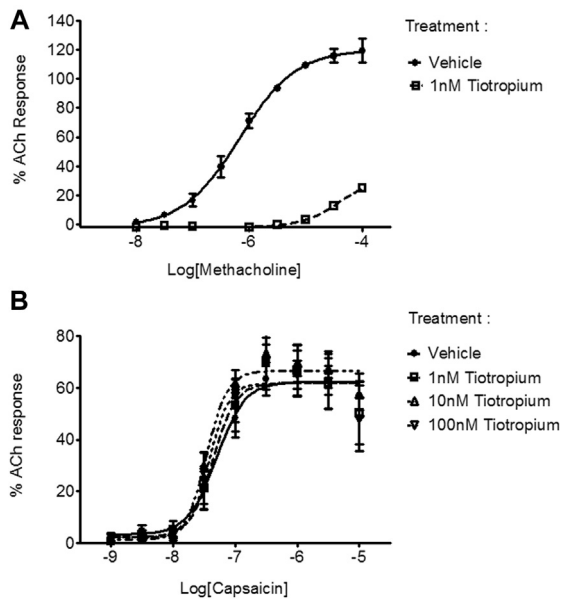 A
140
120
100
80
60
40
20
0
% ACh Response
-8
-6
-4
Log[Methacholine]
Treatment :
Vehicle
1nM Tiotropium
B
80
60
40
20
0
% ACh response
-9
-8
-7
-6
-5
Log[Capsaicin]
Treatment :
Vehicle
1nM Tiotropium
10nM Tiotropium
100nM Tiotropium